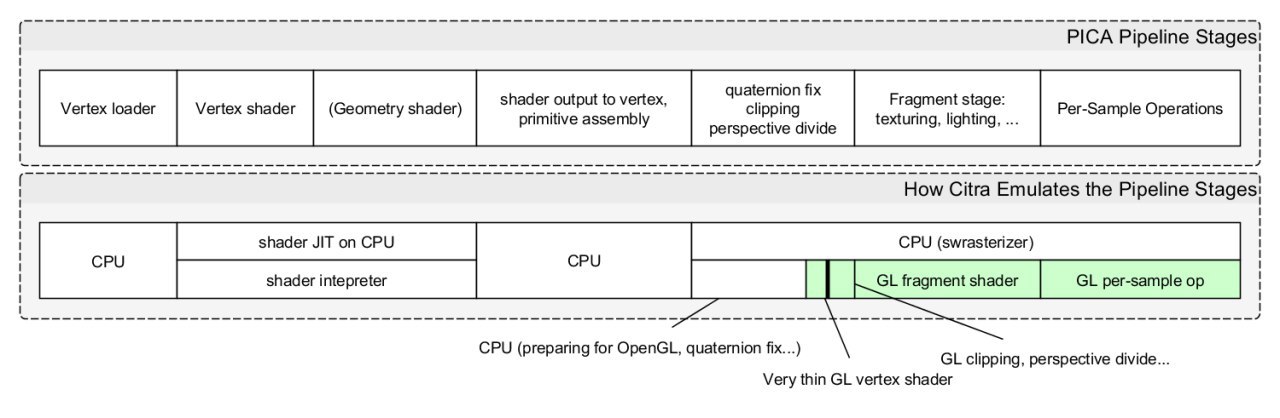 PICA Pipeline Stages
Vertex loader
Vertex shader
(Geometry shader)
shader output to vertex,
primitive assembly
quaternion fix
clipping
perspective divide
Fragment stage:
texturing, lighting, ...
Per-Sample Operations
How Citra Emulates the Pipeline Stages
CPU
shader JIT on CPU
shader intepreter
CPU
CPU (swrasterizer)
GL fragment shader
GL per-sample op
CPU (preparing for OpenGL, quaternion fix...)
GL clipping, perspective divide...
Very thin GL vertex shader